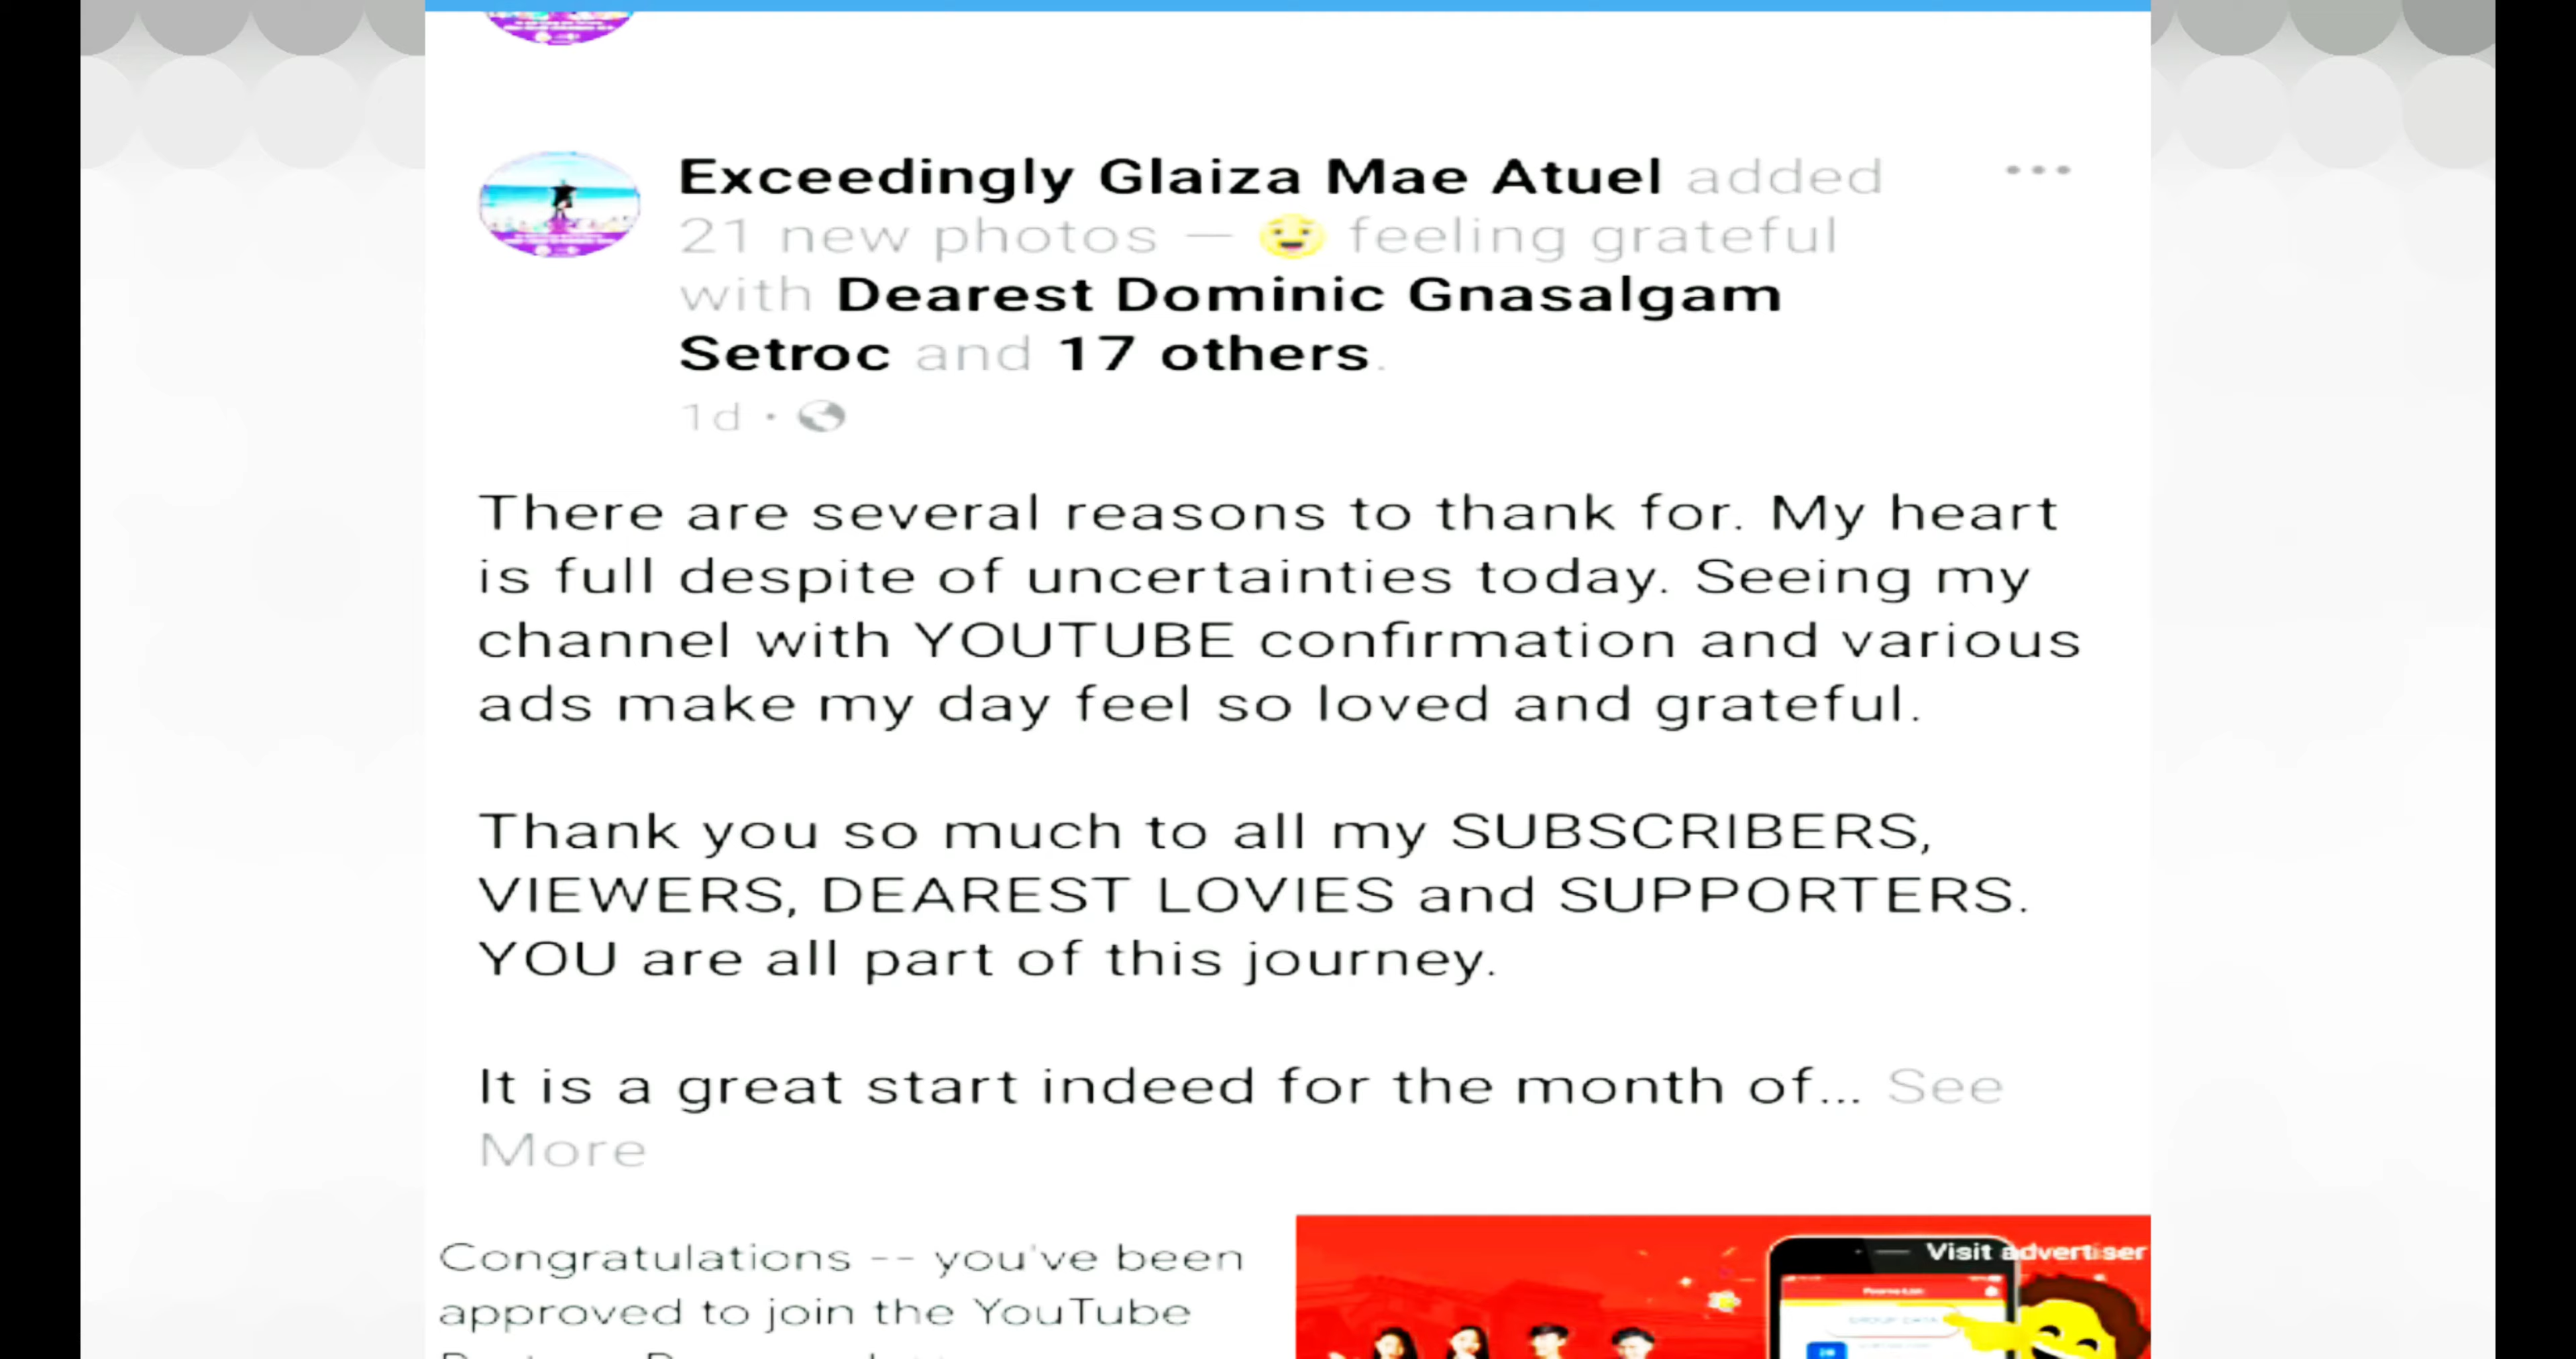 Exceedingly Glaiza Mae Atuel added
21 new photos — feeling grateful
with Dearest Dominic Gnasalgam
Setroc and 17 others.
1d
There are several reasons to thank for. My heart
is full despite of uncertainties today. Seeing my
channel with YOUTUBE confirmation and various
ads make my day feel so loved and grateful.
Thank you so much to all my SUBSCRIBERS,
VIEWERS, DEAREST LOVIES and SUPPORTERS.
YOU are all part of this journey.
It is a great start indeed for the month of... See
More
Congratulations -- you've been
approved to join the YouTube
Visit advertiser